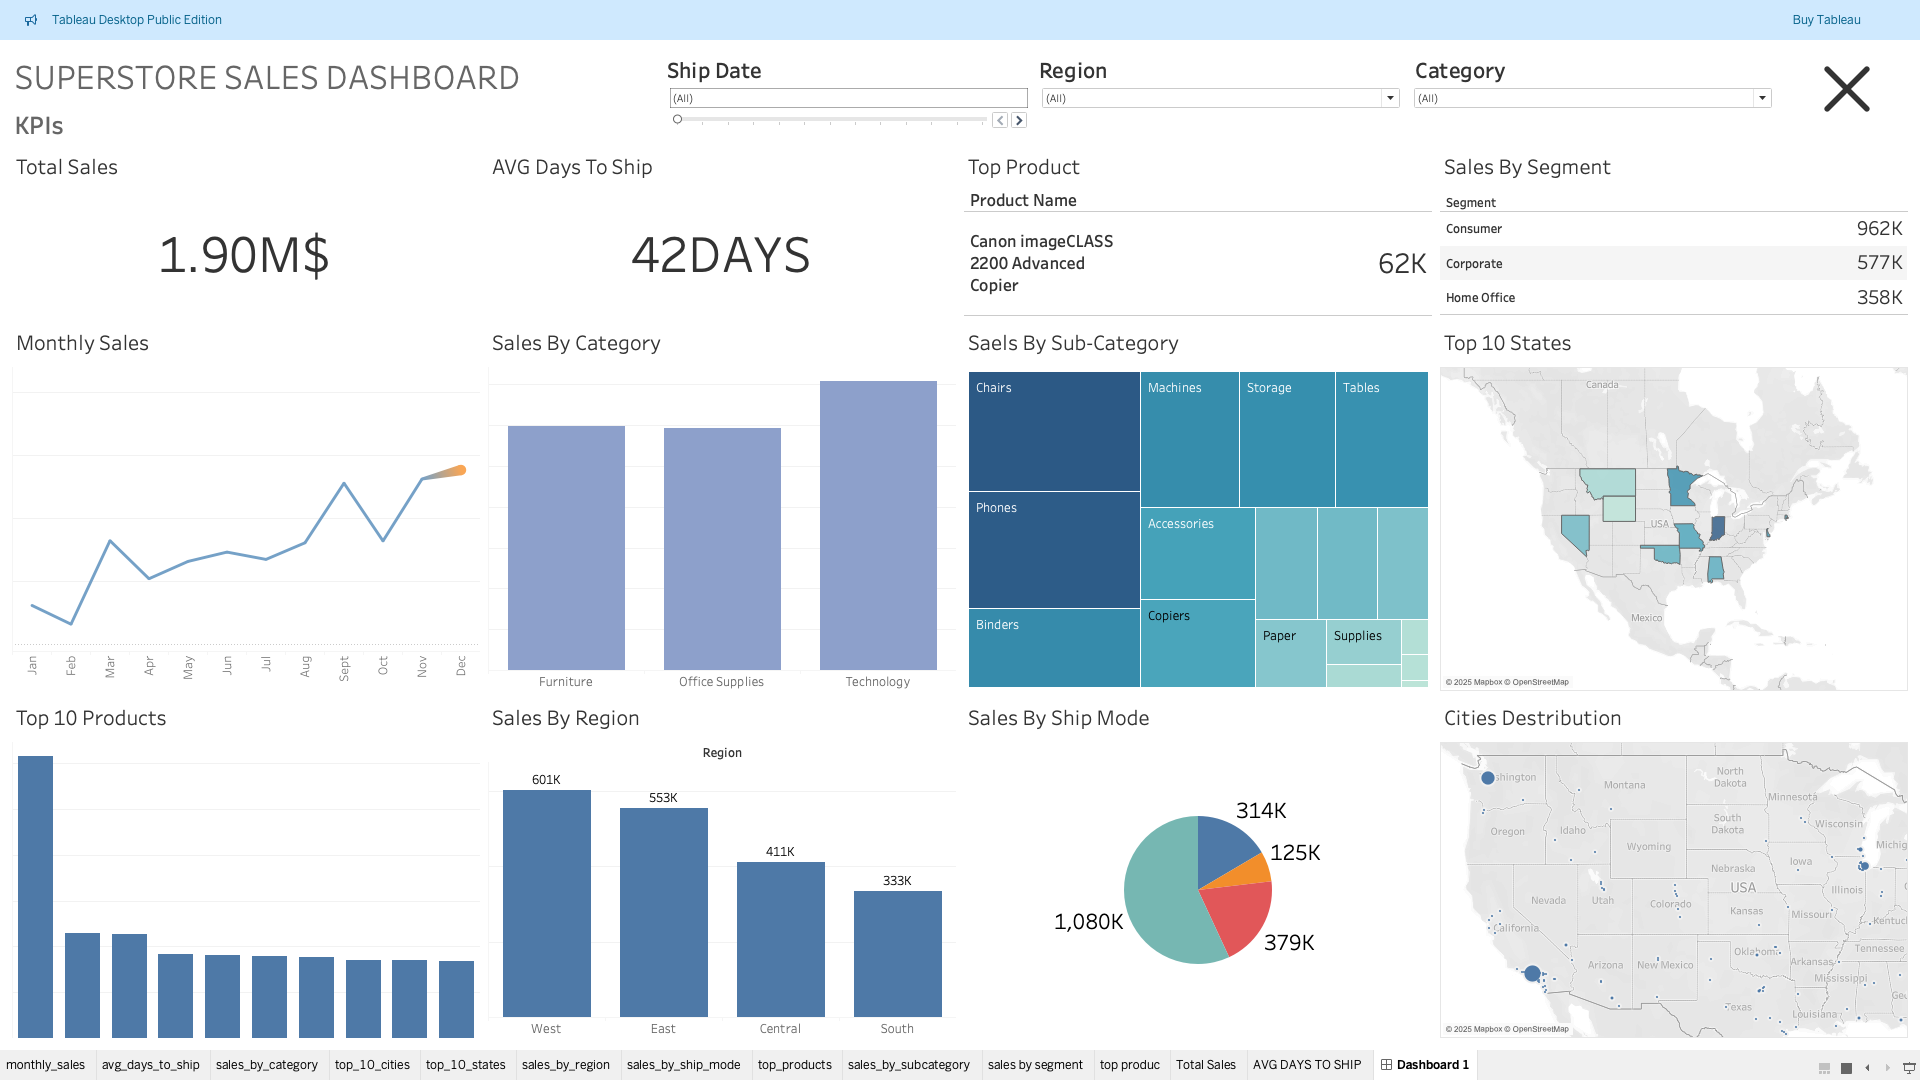 Tableau Desktop Public Edition
Buy Tableau
SUPERSTORE SALES DASHBOARD
Ship Date
Region
Category
(All)
(All)
(All)
KPIs
Total Sales
AVG Days To Ship
Top Product
Sales By Segment
1.90M$
42DAYS
Product Name
Canon imageCLASS
2200 Advanced
Copier
62K
Segment
Consumer
962K
Corporate
577K
Home Office
358K
Monthly Sales
Sales By Category
Saels By Sub-Category
Top 10 States
Jan
Feb
Mar
Apr
May
Jun
Jul
Aug
Sept
Oct
Nov
Dec
Furniture
Office Supplies
Technology
Chairs
Machines
Storage
Tables
Phones
Accessories
Binders
Copiers
Paper
Supplies
Canada
USA
Mexico
© 2025 Mapbox © OpenStreetMap
Top 10 Products
Sales By Region
Sales By Ship Mode
Cities Destribution
Region
601K
553K
411K
333K
West
East
Central
South
314K
125K
1,080K
379K
shington
Montana
North
Dakota
Minnesota
Oregon
Idaho
South
Dakota
Wisconsin
Michig
Wyoming
Nebraska
Iowa
Illinois
Nevada
Utah
Colorado
USA
Kansas
Missouri
Kentuc
California
Oklahoma
Tennessee
Arizona
New Mexico
Arkansas
Mississippi
Texas
Louisiana
Geo
© 2025 Mapbox © OpenStreetMap
monthly_sales
avg_days_to_ship
sales_by_category
top_10_cities
top_10_states
sales_by_region
sales_by_ship_mode
top_products
sales_by_subcategory
sales by segment
top produc
Total Sales
AVG DAYS TO SHIP
Dashboard 1